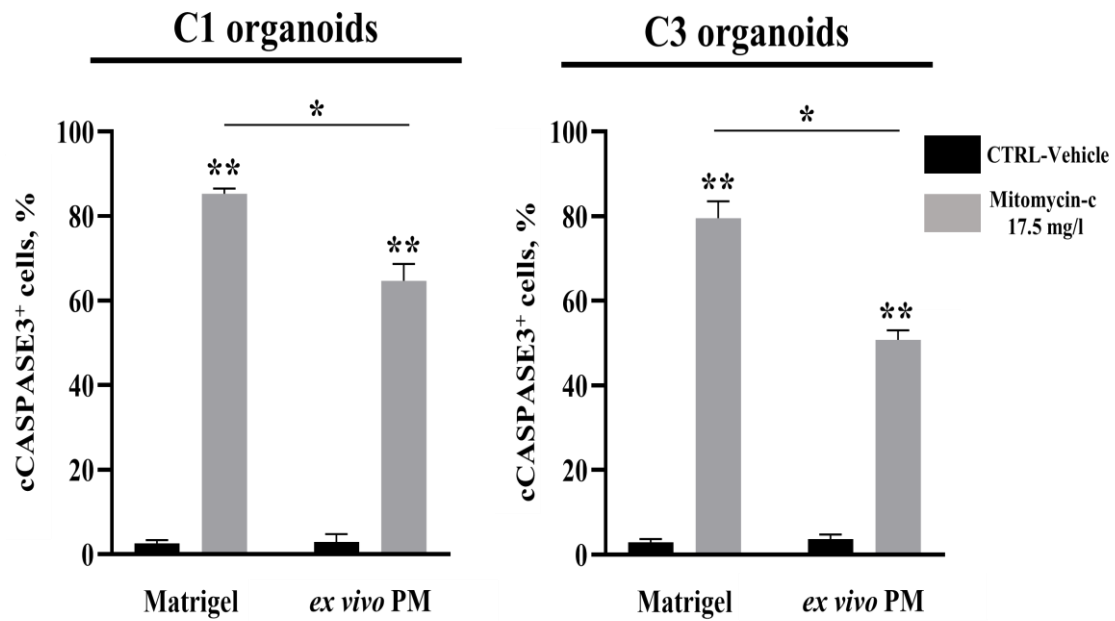 C1 organoids
C3 organoids
cCASPASE3⁺ cells, %
100
80
60
40
20
0
*
**
**
Matrigel
ex vivo PM
cCASPASE3⁺ cells, %
100
80
60
40
20
0
*
**
**
Matrigel
ex vivo PM
CTRL-Vehicle
Mitomycin-c
17.5 mg/l